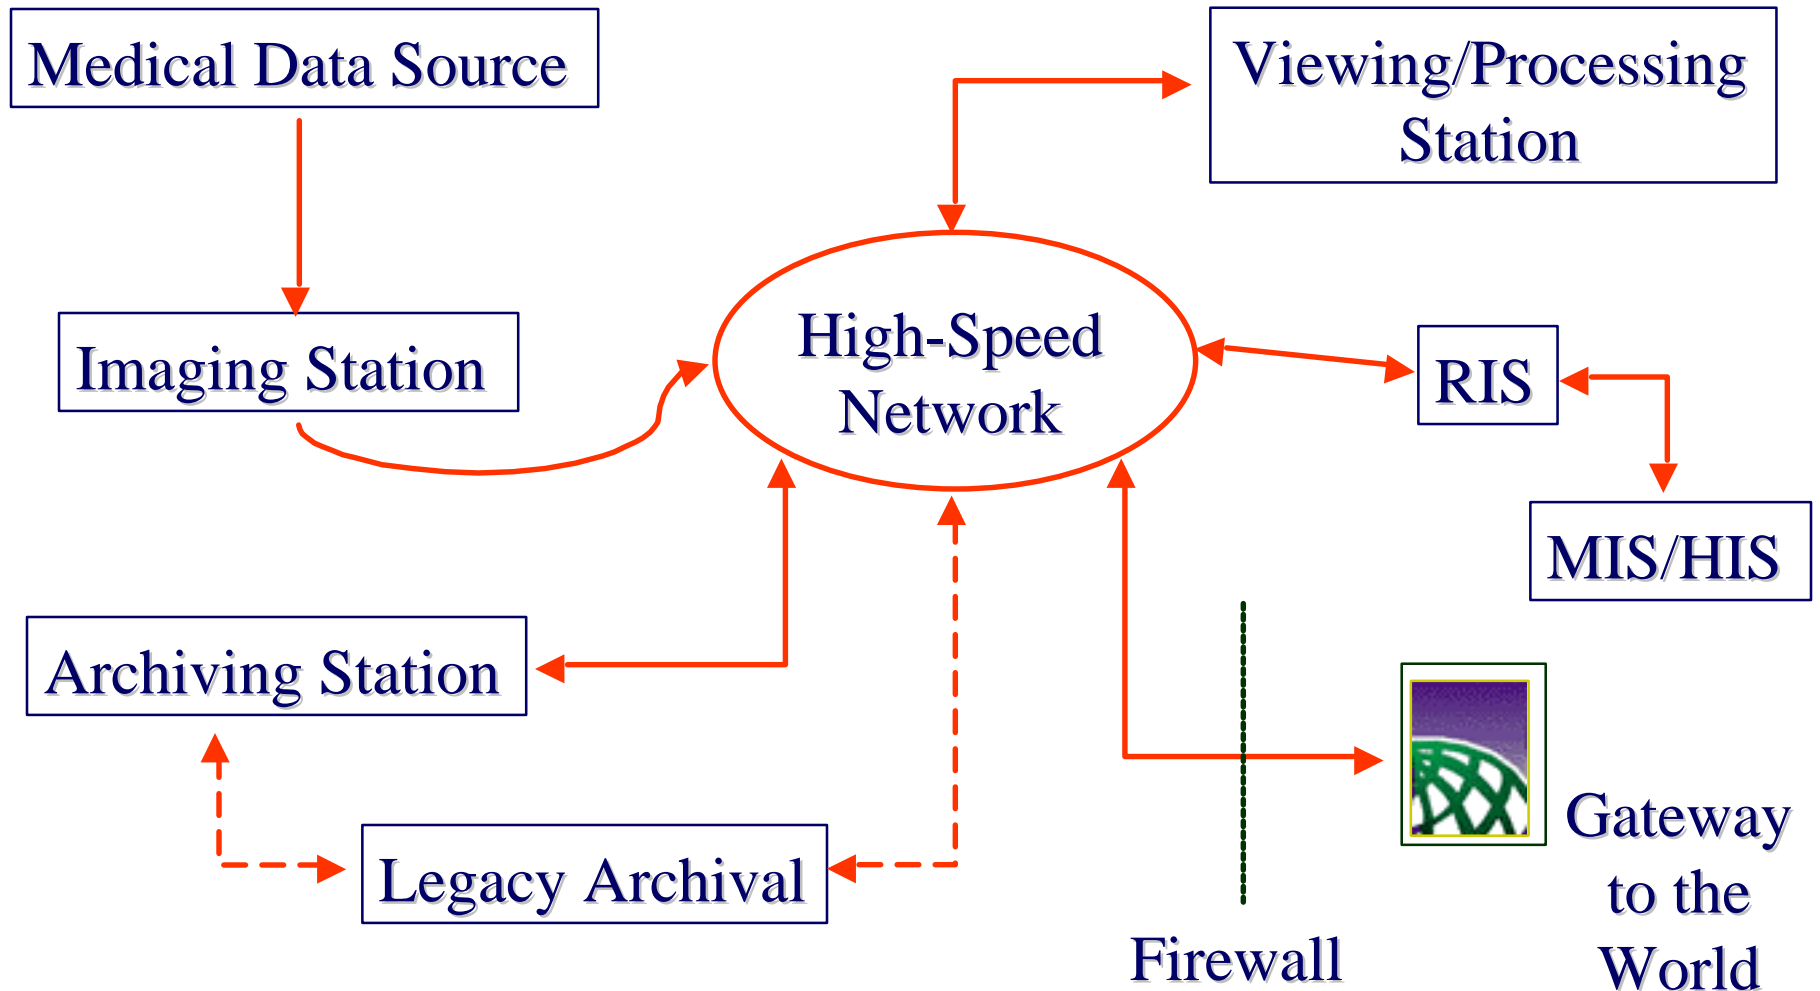 Medical Data Source
Viewing/Processing
Station
High-Speed
Network
Imaging Station
RIS
MIS/HIS
Archiving Station
Legacy Archival
Firewall
Gateway
to the
World